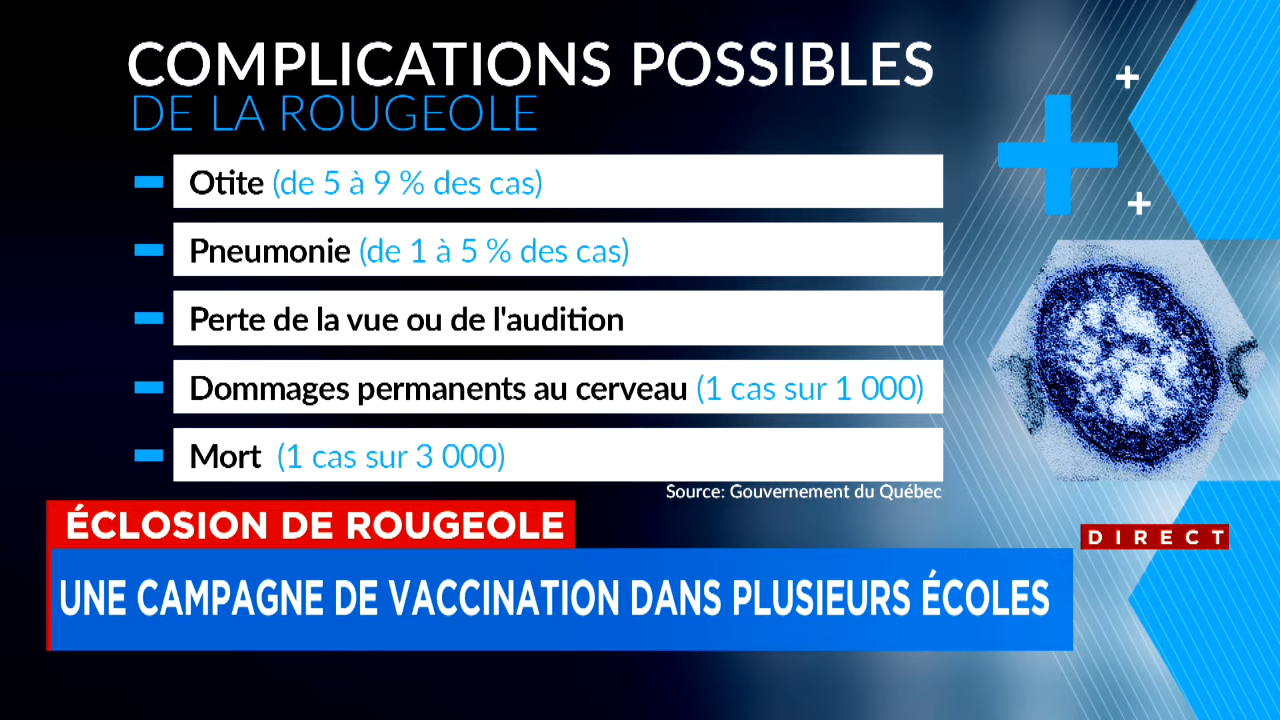 COMPLICATIONS POSSIBLES
DE LA ROUGEOLE
Otite (de 5 à 9 % des cas)
Pneumonie (de 1 à 5 % des cas)
Perte de la vue ou de l'audition
Dommages permanents au cerveau (1 cas sur 1 000)
Mort (1 cas sur 3 000)
Source: Gouvernement du Québec
ÉCLOSION DE ROUGEOLE
DIRECT
UNE CAMPAGNE DE VACCINATION DANS PLUSIEURS ÉCOLES